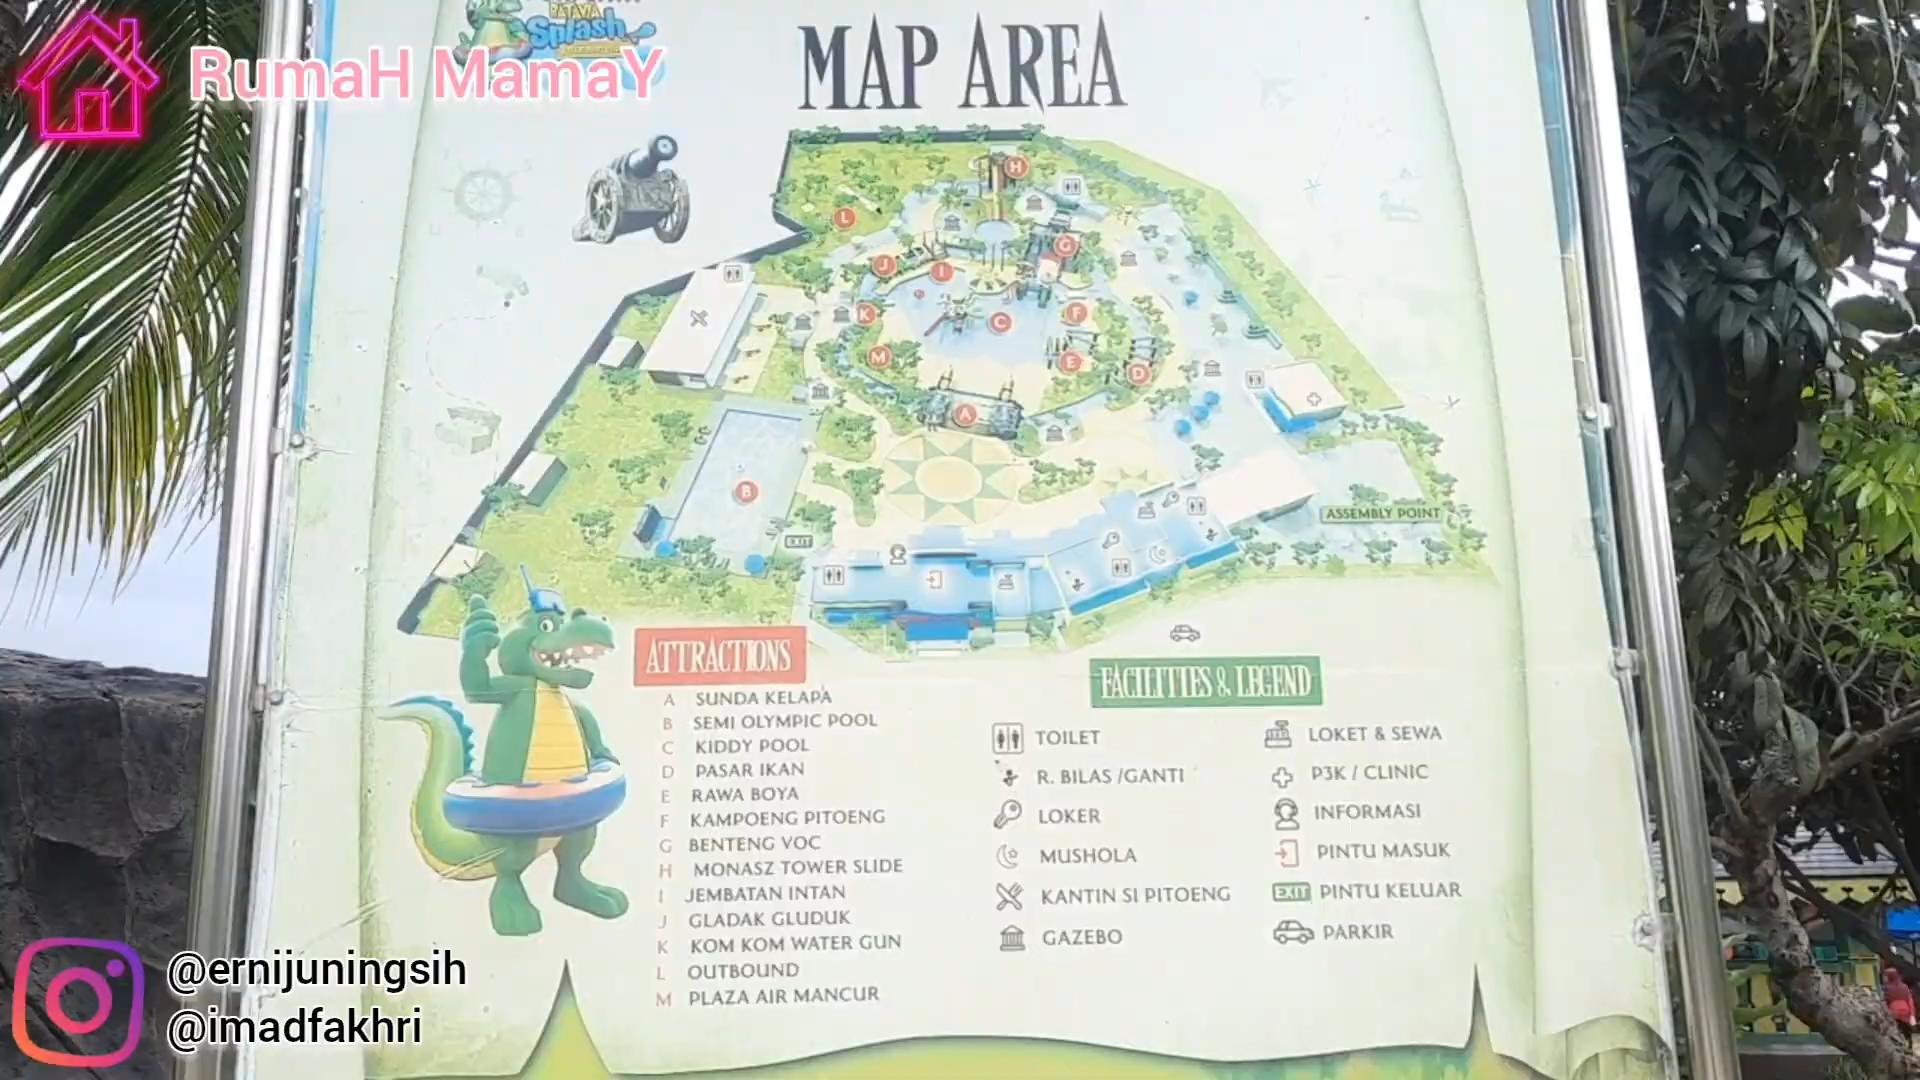 BATAVIA
Splash
RumaH MamaY
MAP AREA
H
L
G
J
I
K
C
F
M
E
D
A
B
ASSEMBLY POINT
EXIT
ATTRACTIONS
A SUNDA KELAPA
B SEMI OLYMPIC POOL
C KIDDY POOL
D PASAR IKAN
E RAWA BOYA
F KAMPOENG PITOENG
G BENTENG VOC
H MONASZ TOWER SLIDE
I JEMBATAN INTAN
J GLADAK GLUDUK
K KOM KOM WATER GUN
L OUTBOUND
M PLAZA AIR MANCUR
FACILITIES & LEGEND
TOILET
R. BILAS /GANTI
LOKER
MUSHOLA
KANTIN SI PITOENG
GAZEBO
LOKET & SEWA
P3K / CLINIC
INFORMASI
PINTU MASUK
EXIT PINTU KELUAR
PARKIR
@ernijuningsih
@imadfakhri